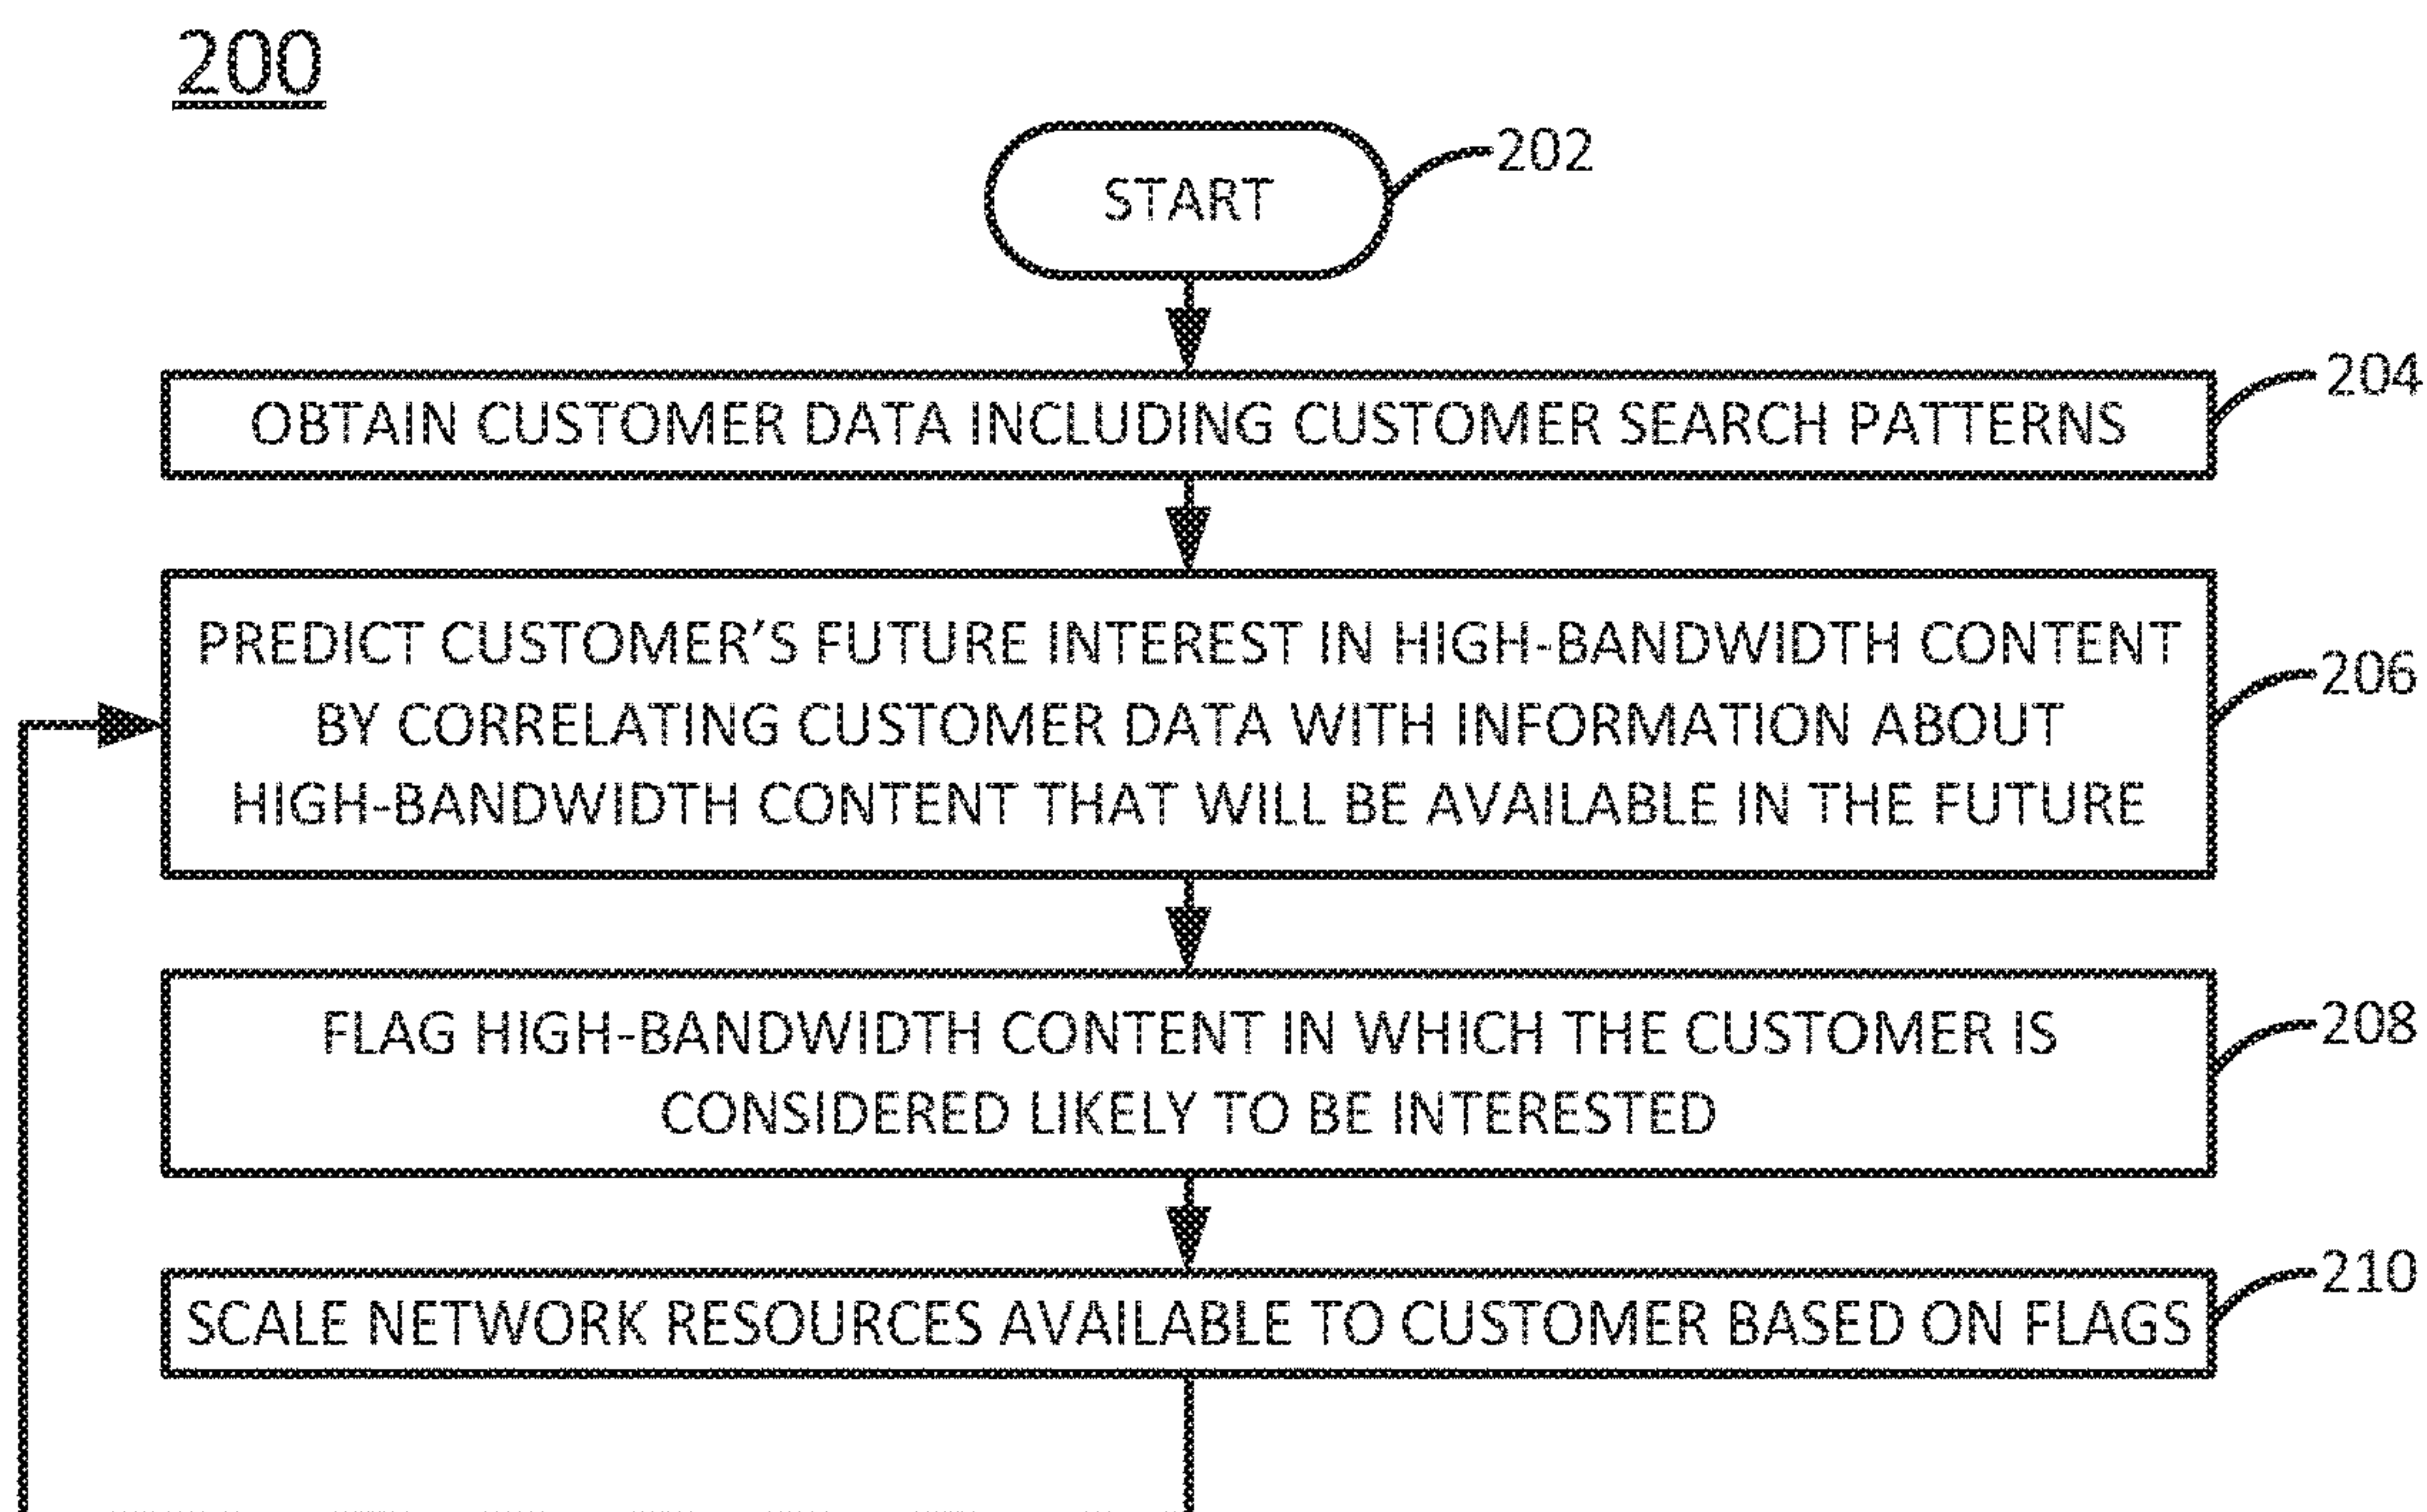 200
START
202
OBTAIN CUSTOMER DATA INCLUDING CUSTOMER SEARCH PATTERNS
204
PREDICT CUSTOMER’S FUTURE INTEREST IN HIGH-BANDWIDTH CONTENT
BY CORRELATING CUSTOMER DATA WITH INFORMATION ABOUT
HIGH-BANDWIDTH CONTENT THAT WILL BE AVAILABLE IN THE FUTURE
206
FLAG HIGH-BANDWIDTH CONTENT IN WHICH THE CUSTOMER IS
CONSIDERED LIKELY TO BE INTERESTED
208
SCALE NETWORK RESOURCES AVAILABLE TO CUSTOMER BASED ON FLAGS
210